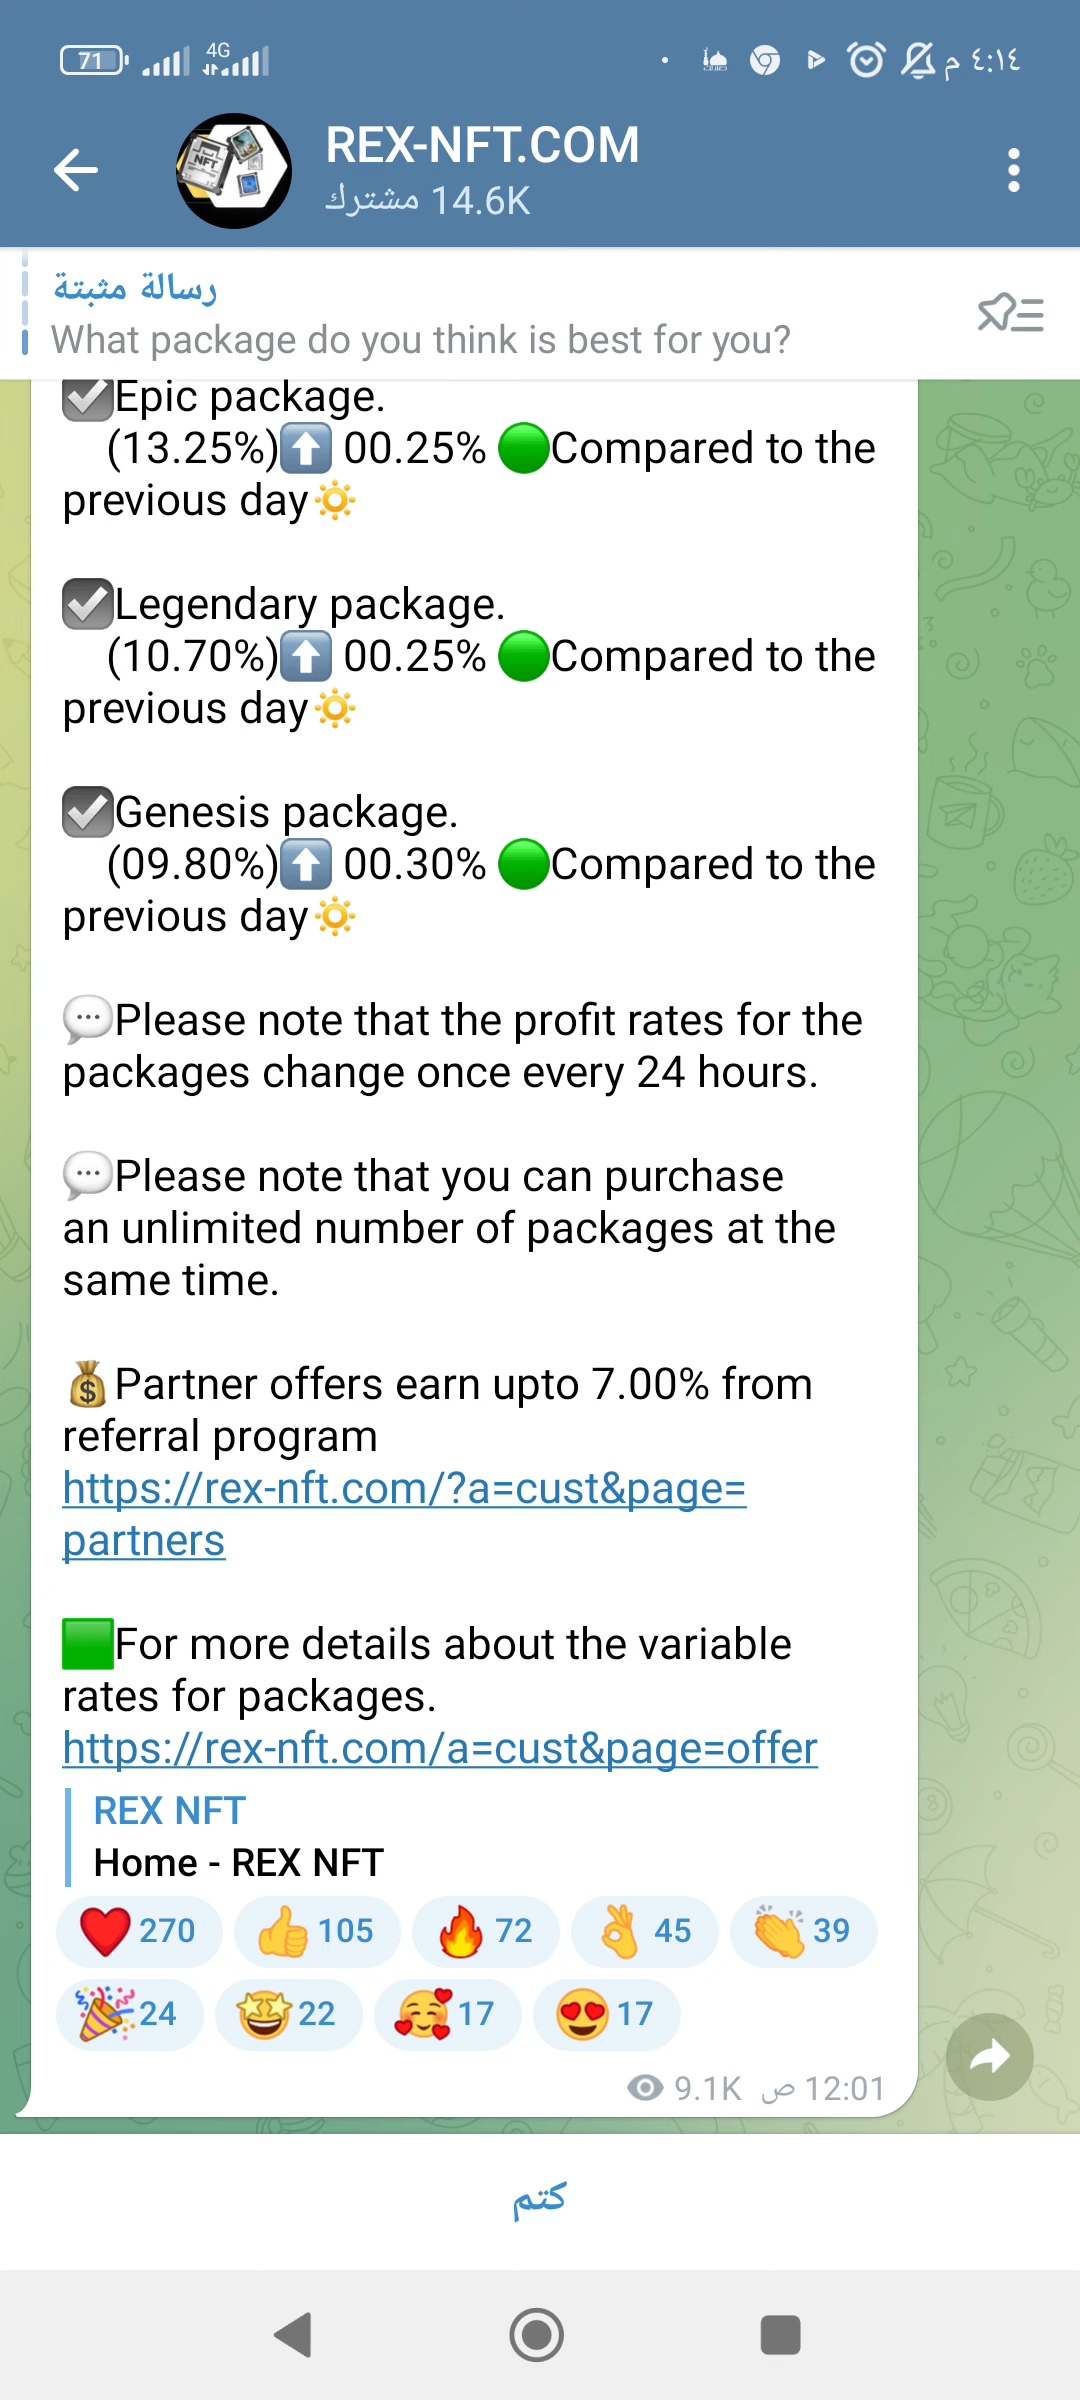 71
4G
٤:١٤ م
REX-NFT.COM
14.6K مشترك
رسالة مثبتة
What package do you think is best for you?
Epic package.
(13.25%)⬆️ 00.25% 🟢Compared to the
previous day🔅
☑️Legendary package.
(10.70%)⬆️ 00.25% 🟢Compared to the
previous day🔅
☑️Genesis package.
(09.80%)⬆️ 00.30% 🟢Compared to the
previous day🔅
💬Please note that the profit rates for the
packages change once every 24 hours.
💬Please note that you can purchase
an unlimited number of packages at the
same time.
💰Partner offers earn upto 7.00% from
referral program
https://rex-nft.com/?a=cust&page=
partners
🟩For more details about the variable
rates for packages.
https://rex-nft.com/a=cust&page=offer
REX NFT
Home - REX NFT
❤️ 270 👍 105 🔥 72 👌 45 👏 39
🎉 24 🤩 22 🥰 17 😍 17
9.1K 12:01 ص
كتم